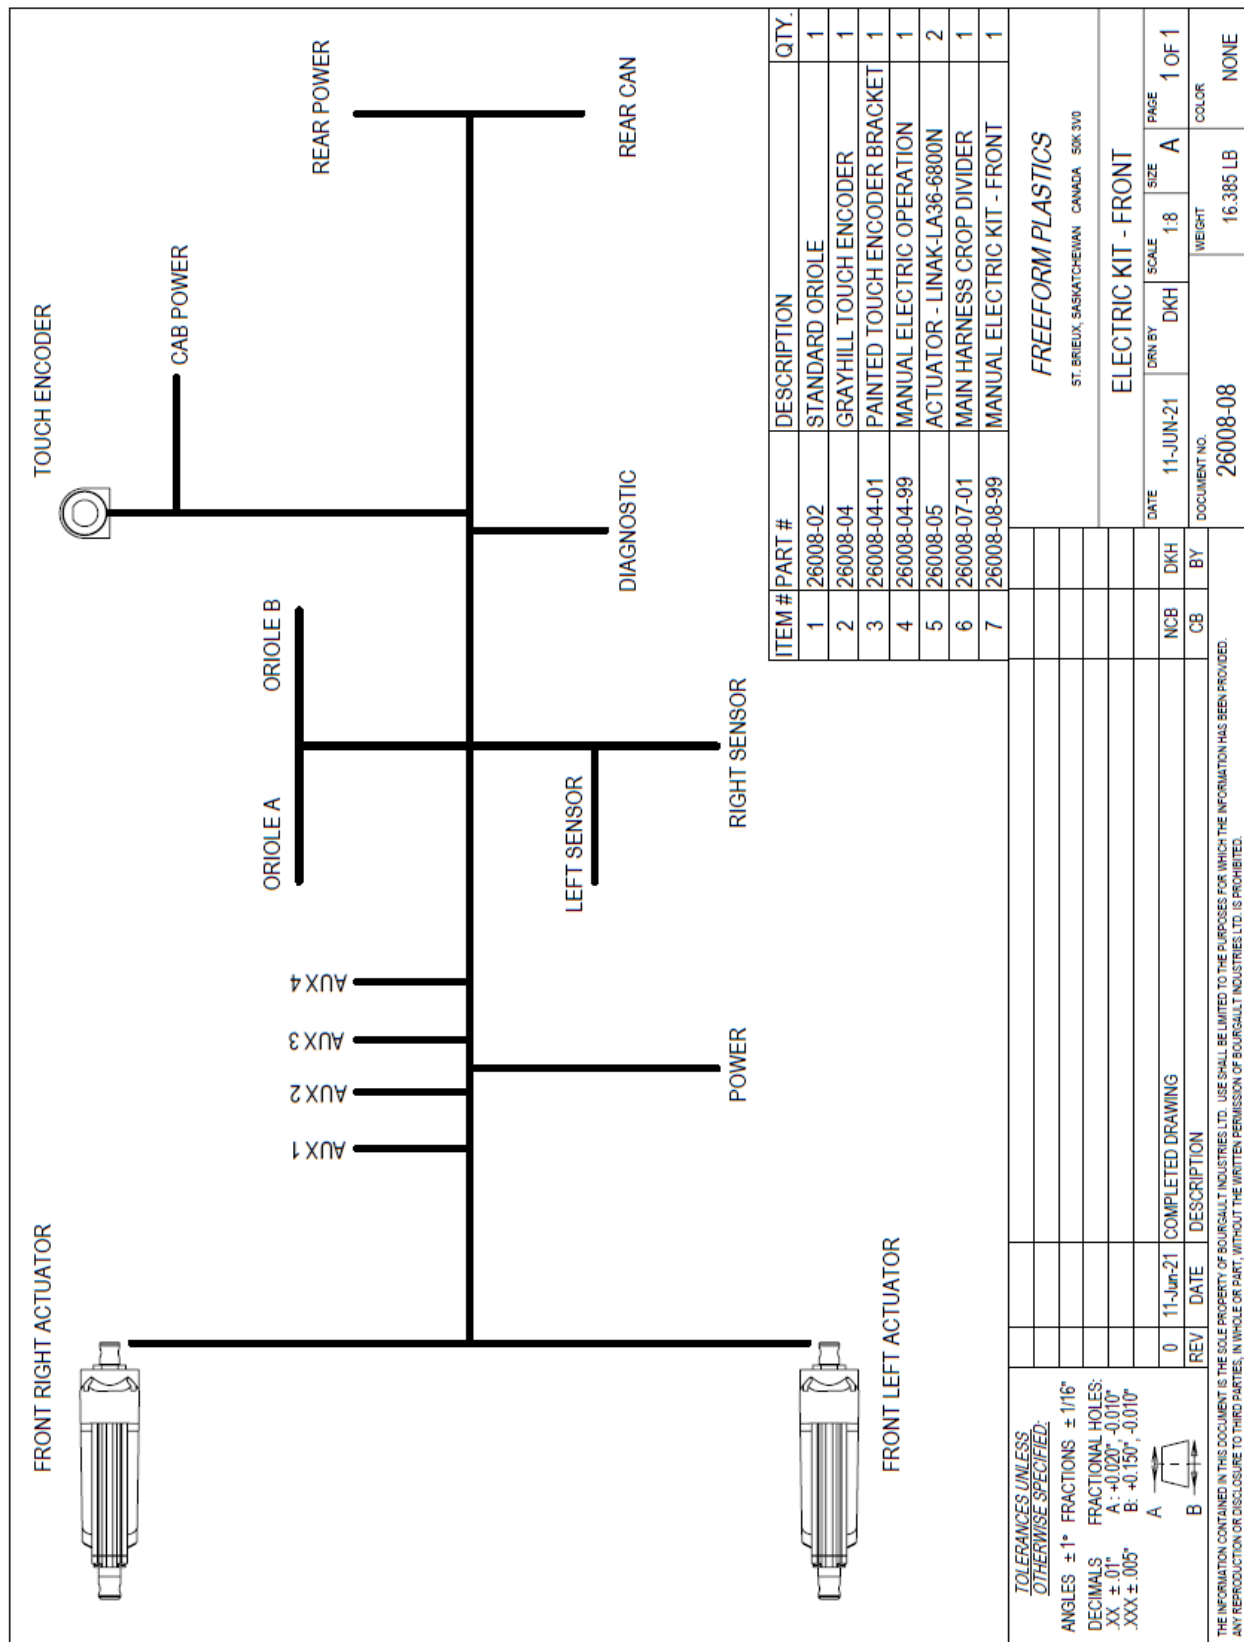 FRONT RIGHT ACTUATOR
AUX 1
AUX 2
AUX 3
AUX 4
ORIOLE A
ORIOLE B
TOUCH ENCODER
CAB POWER
REAR POWER
FRONT LEFT ACTUATOR
POWER
LEFT SENSOR
RIGHT SENSOR
DIAGNOSTIC
REAR CAN
ITEM # PART # DESCRIPTION QTY.
1 26008-02 STANDARD ORIOLE 1
2 26008-04 GRAYHILL TOUCH ENCODER 1
3 26008-04-01 PAINTED TOUCH ENCODER BRACKET 1
4 26008-04-99 MANUAL ELECTRIC OPERATION 1
5 26008-05 ACTUATOR - LINAK-LA36-6800N 2
6 26008-07-01 MAIN HARNESS CROP DIVIDER 1
7 26008-08-99 MANUAL ELECTRIC KIT - FRONT 1
TOLERANCES UNLESS
OTHERWISE SPECIFIED:
ANGLES ±1° FRACTIONS ± 1/16"
DECIMALS FRACTIONAL HOLES:
.XX ±.01" A: +0.020", -0.010"
.XXX ±.005" B: +0.150", -0.010"
A
B
0 11-Jun-21 COMPLETED DRAWING NCB DKH
REV DATE DESCRIPTION CB BY
FREEFORM PLASTICS
ST. BRIEUX, SASKATCHEWAN CANADA S0K 3V0
ELECTRIC KIT - FRONT
DATE 11-JUN-21
DRN BY DKH
SCALE 1:8
SIZE A
PAGE 1 OF 1
DOCUMENT NO. 26008-08
WEIGHT 16.385 LB
COLOR NONE
THE INFORMATION CONTAINED IN THIS DOCUMENT IS THE SOLE PROPERTY OF BOURGAULT INDUSTRIES LTD. USE SHALL BE LIMITED TO THE PURPOSES FOR WHICH THE INFORMATION HAS BEEN PROVIDED.
ANY REPRODUCTION OR DISCLOSURE TO THIRD PARTIES, IN WHOLE OR PART, WITHOUT THE WRITTEN PERMISSION OF BOURGAULT INDUSTRIES LTD. IS PROHIBITED.